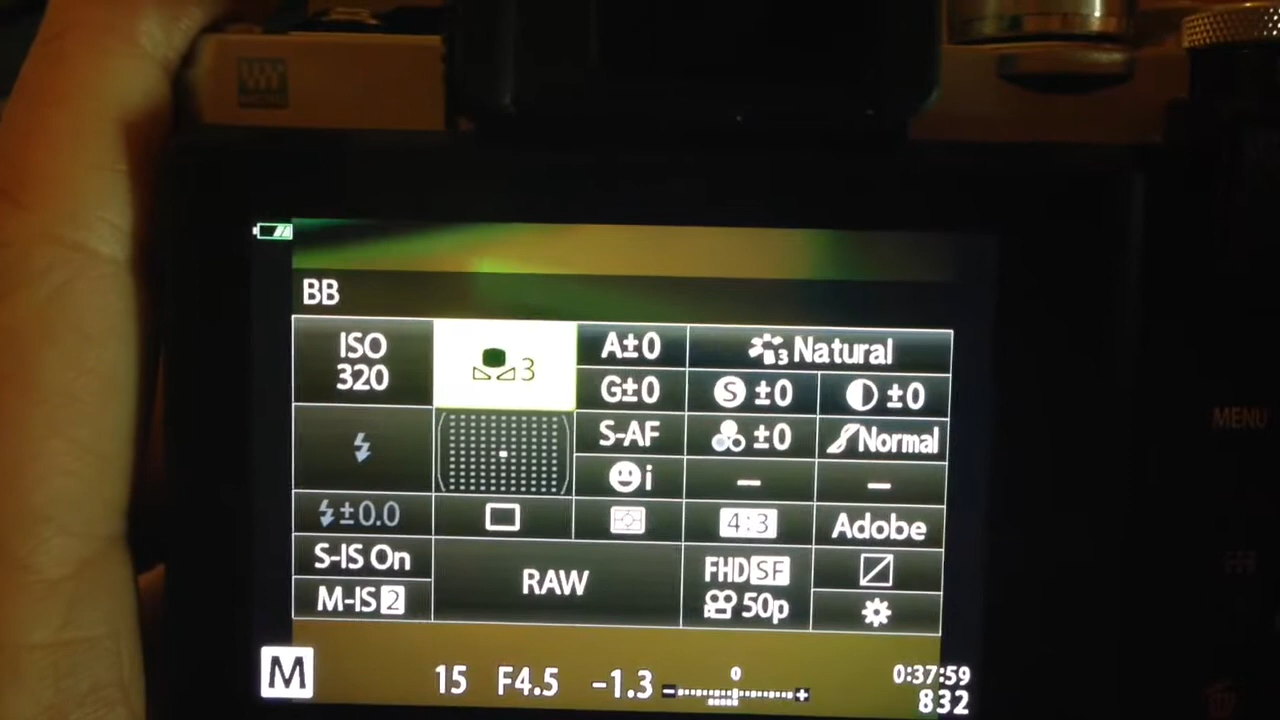 BB
ISO 320
3
A±0
3 Natural
G±0
S ±0
±0
S-AF
±0
Normal
i
±0.0
4:3
Adobe
S-IS On
M-IS 2
RAW
FHD SF
50p
M 15 F4.5 -1.3 - 0 + 0:37:59
832
MENU